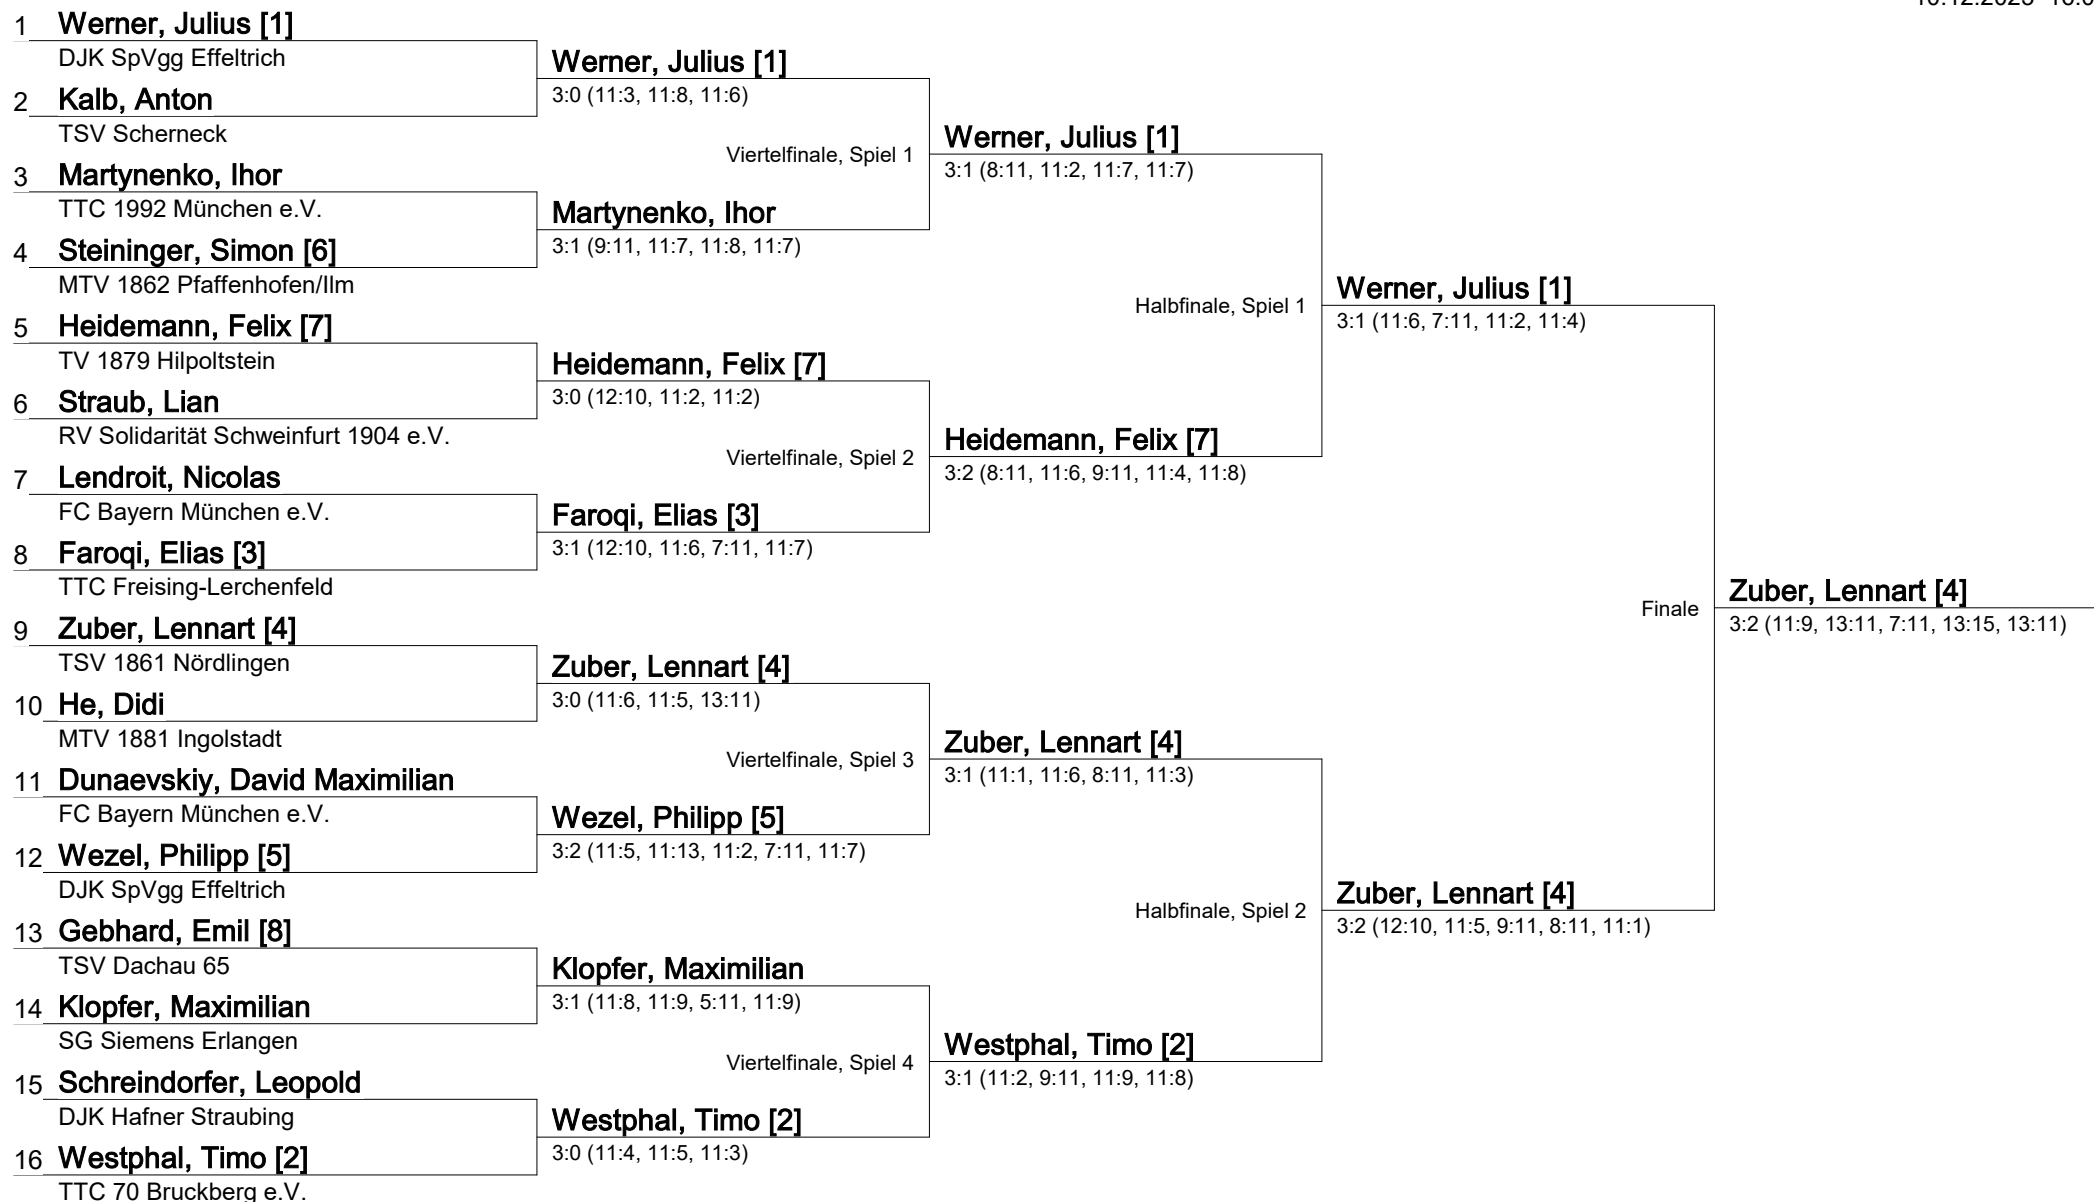 1 Werner, Julius [1]
DJK SpVgg Effeltrich
2 Kalb, Anton
TSV Scherneck
3 Martynenko, Ihor
TTC 1992 München e.V.
4 Steininger, Simon [6]
MTV 1862 Pfaffenhofen/Ilm
5 Heidemann, Felix [7]
TV 1879 Hilpoltstein
6 Straub, Lian
RV Solidarität Schweinfurt 1904 e.V.
7 Lendroit, Nicolas
FC Bayern München e.V.
8 Faroqi, Elias [3]
TTC Freising-Lerchenfeld
9 Zuber, Lennart [4]
TSV 1861 Nördlingen
10 He, Didi
MTV 1881 Ingolstadt
11 Dunaevskiy, David Maximilian
FC Bayern München e.V.
12 Wezel, Philipp [5]
DJK SpVgg Effeltrich
13 Gebhard, Emil [8]
TSV Dachau 65
14 Klopfer, Maximilian
SG Siemens Erlangen
15 Schreindorfer, Leopold
DJK Hafner Straubing
16 Westphal, Timo [2]
TTC 70 Bruckberg e.V.
Werner, Julius [1]
3:0 (11:3, 11:8, 11:6)
Viertelfinale, Spiel 1
Martynenko, Ihor
3:1 (9:11, 11:7, 11:8, 11:7)
Heidemann, Felix [7]
3:0 (12:10, 11:2, 11:2)
Viertelfinale, Spiel 2
Faroqi, Elias [3]
3:1 (12:10, 11:6, 7:11, 11:7)
Zuber, Lennart [4]
3:0 (11:6, 11:5, 13:11)
Viertelfinale, Spiel 3
Wezel, Philipp [5]
3:2 (11:5, 11:13, 11:2, 7:11, 11:7)
Klopfer, Maximilian
3:1 (11:8, 11:9, 5:11, 11:9)
Viertelfinale, Spiel 4
Westphal, Timo [2]
3:0 (11:4, 11:5, 11:3)
Werner, Julius [1]
3:1 (8:11, 11:2, 11:7, 11:7)
Halbfinale, Spiel 1
Heidemann, Felix [7]
3:2 (8:11, 11:6, 9:11, 11:4, 11:8)
Zuber, Lennart [4]
3:1 (11:1, 11:6, 8:11, 11:3)
Halbfinale, Spiel 2
Westphal, Timo [2]
3:1 (11:2, 9:11, 11:9, 11:8)
Werner, Julius [1]
3:1 (11:6, 7:11, 11:2, 11:4)
Finale
Zuber, Lennart [4]
3:2 (12:10, 11:5, 9:11, 8:11, 11:1)
Zuber, Lennart [4]
3:2 (11:9, 13:11, 7:11, 13:15, 13:11)